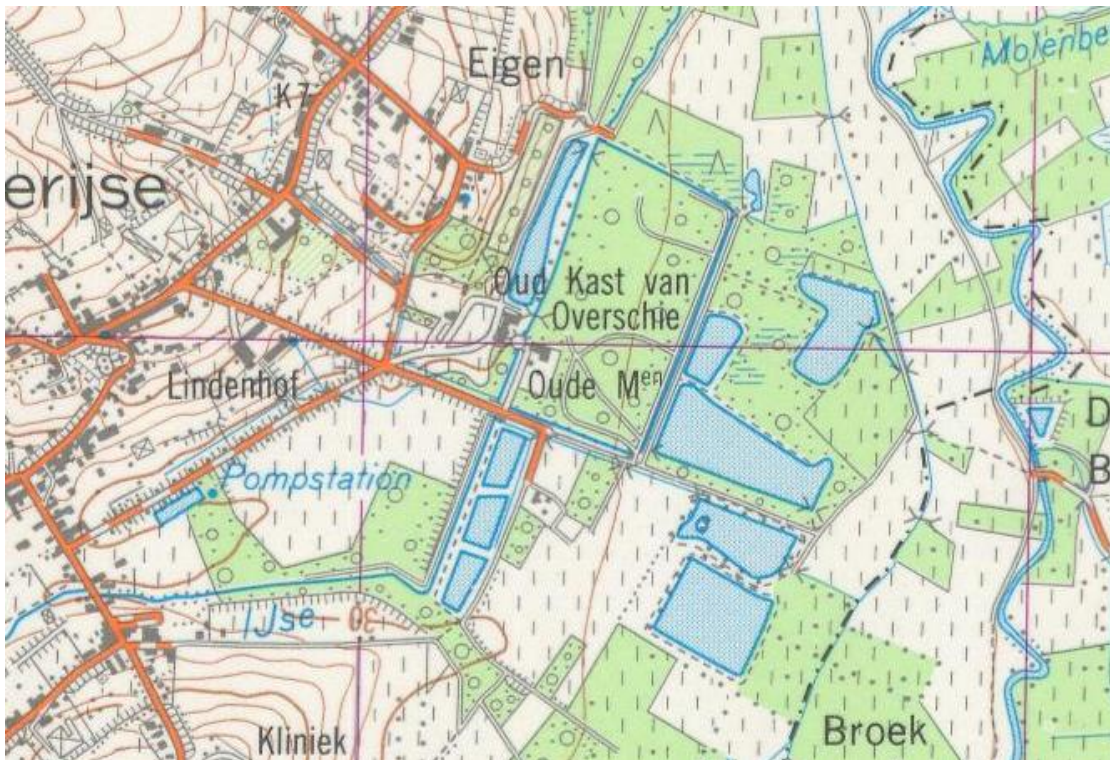 Molenbe
Eigen
K7
erijse
Oud Kast van
Overschie
Lindenhof
Oude Mᵉⁿ
D
B
Pompstation
IJse
30
Broek
Kliniek